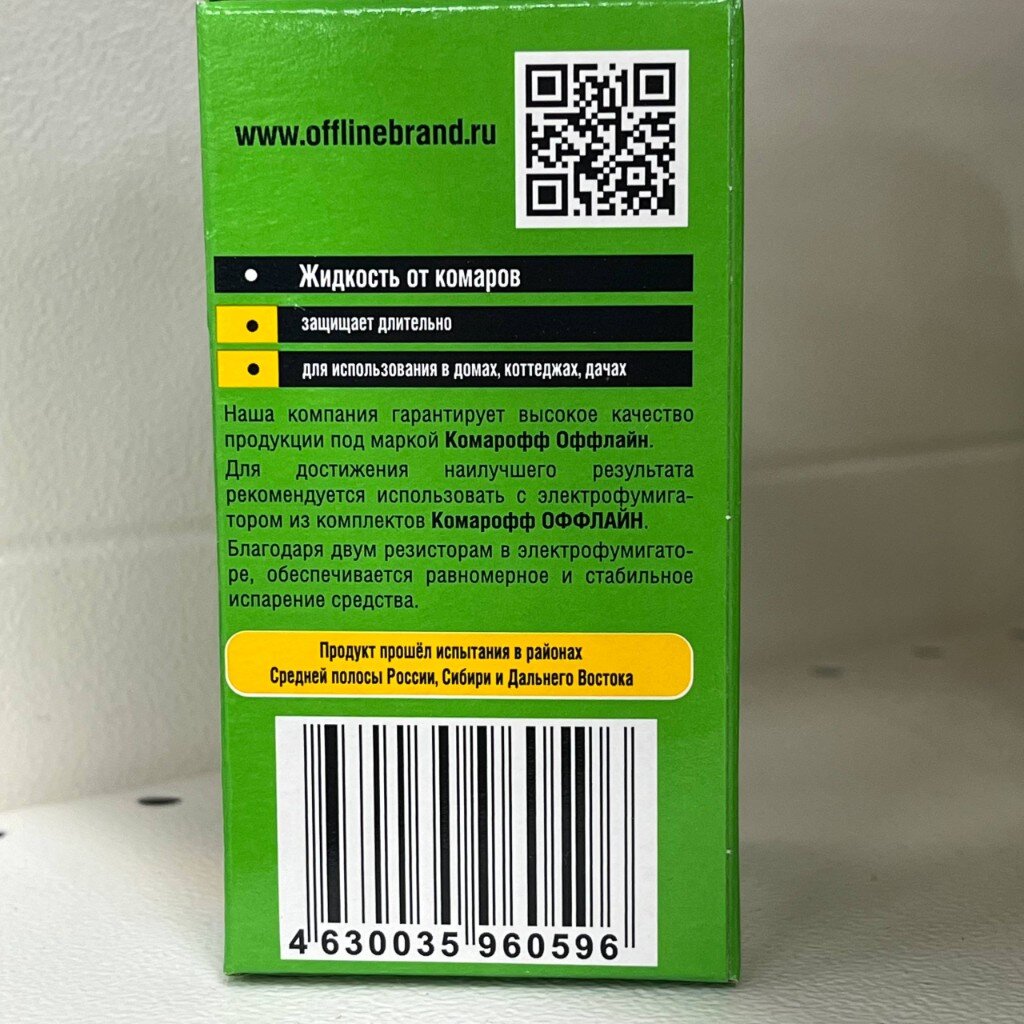 www.offlinebrand.ru
Жидкость от комаров
защищает длительно
для использования в домах, коттеджах, дачах
Наша компания гарантирует высокое качество
продукции под маркой Комарофф Оффлайн.
Для достижения наилучшего результата
рекомендуется использовать с электрофумига-
тором из комплектов Комарофф ОФФЛАЙН.
Благодаря двум резисторам в электрофумигато-
ре, обеспечивается равномерное и стабильное
испарение средства.
Продукт прошёл испытания в районах
Средней полосы России, Сибири и Дальнего Востока
4 630035 960596